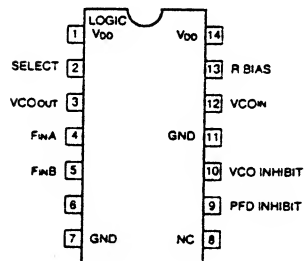 LOGIC
1 VDD VDD 14
SELECT 2 13 R BIAS
VCOOUT 3 12 VCOIN
FINA 4 GND 11
FINB 5 10 VCO INHIBIT
6 9 PFD INHIBIT
7 GND NC 8